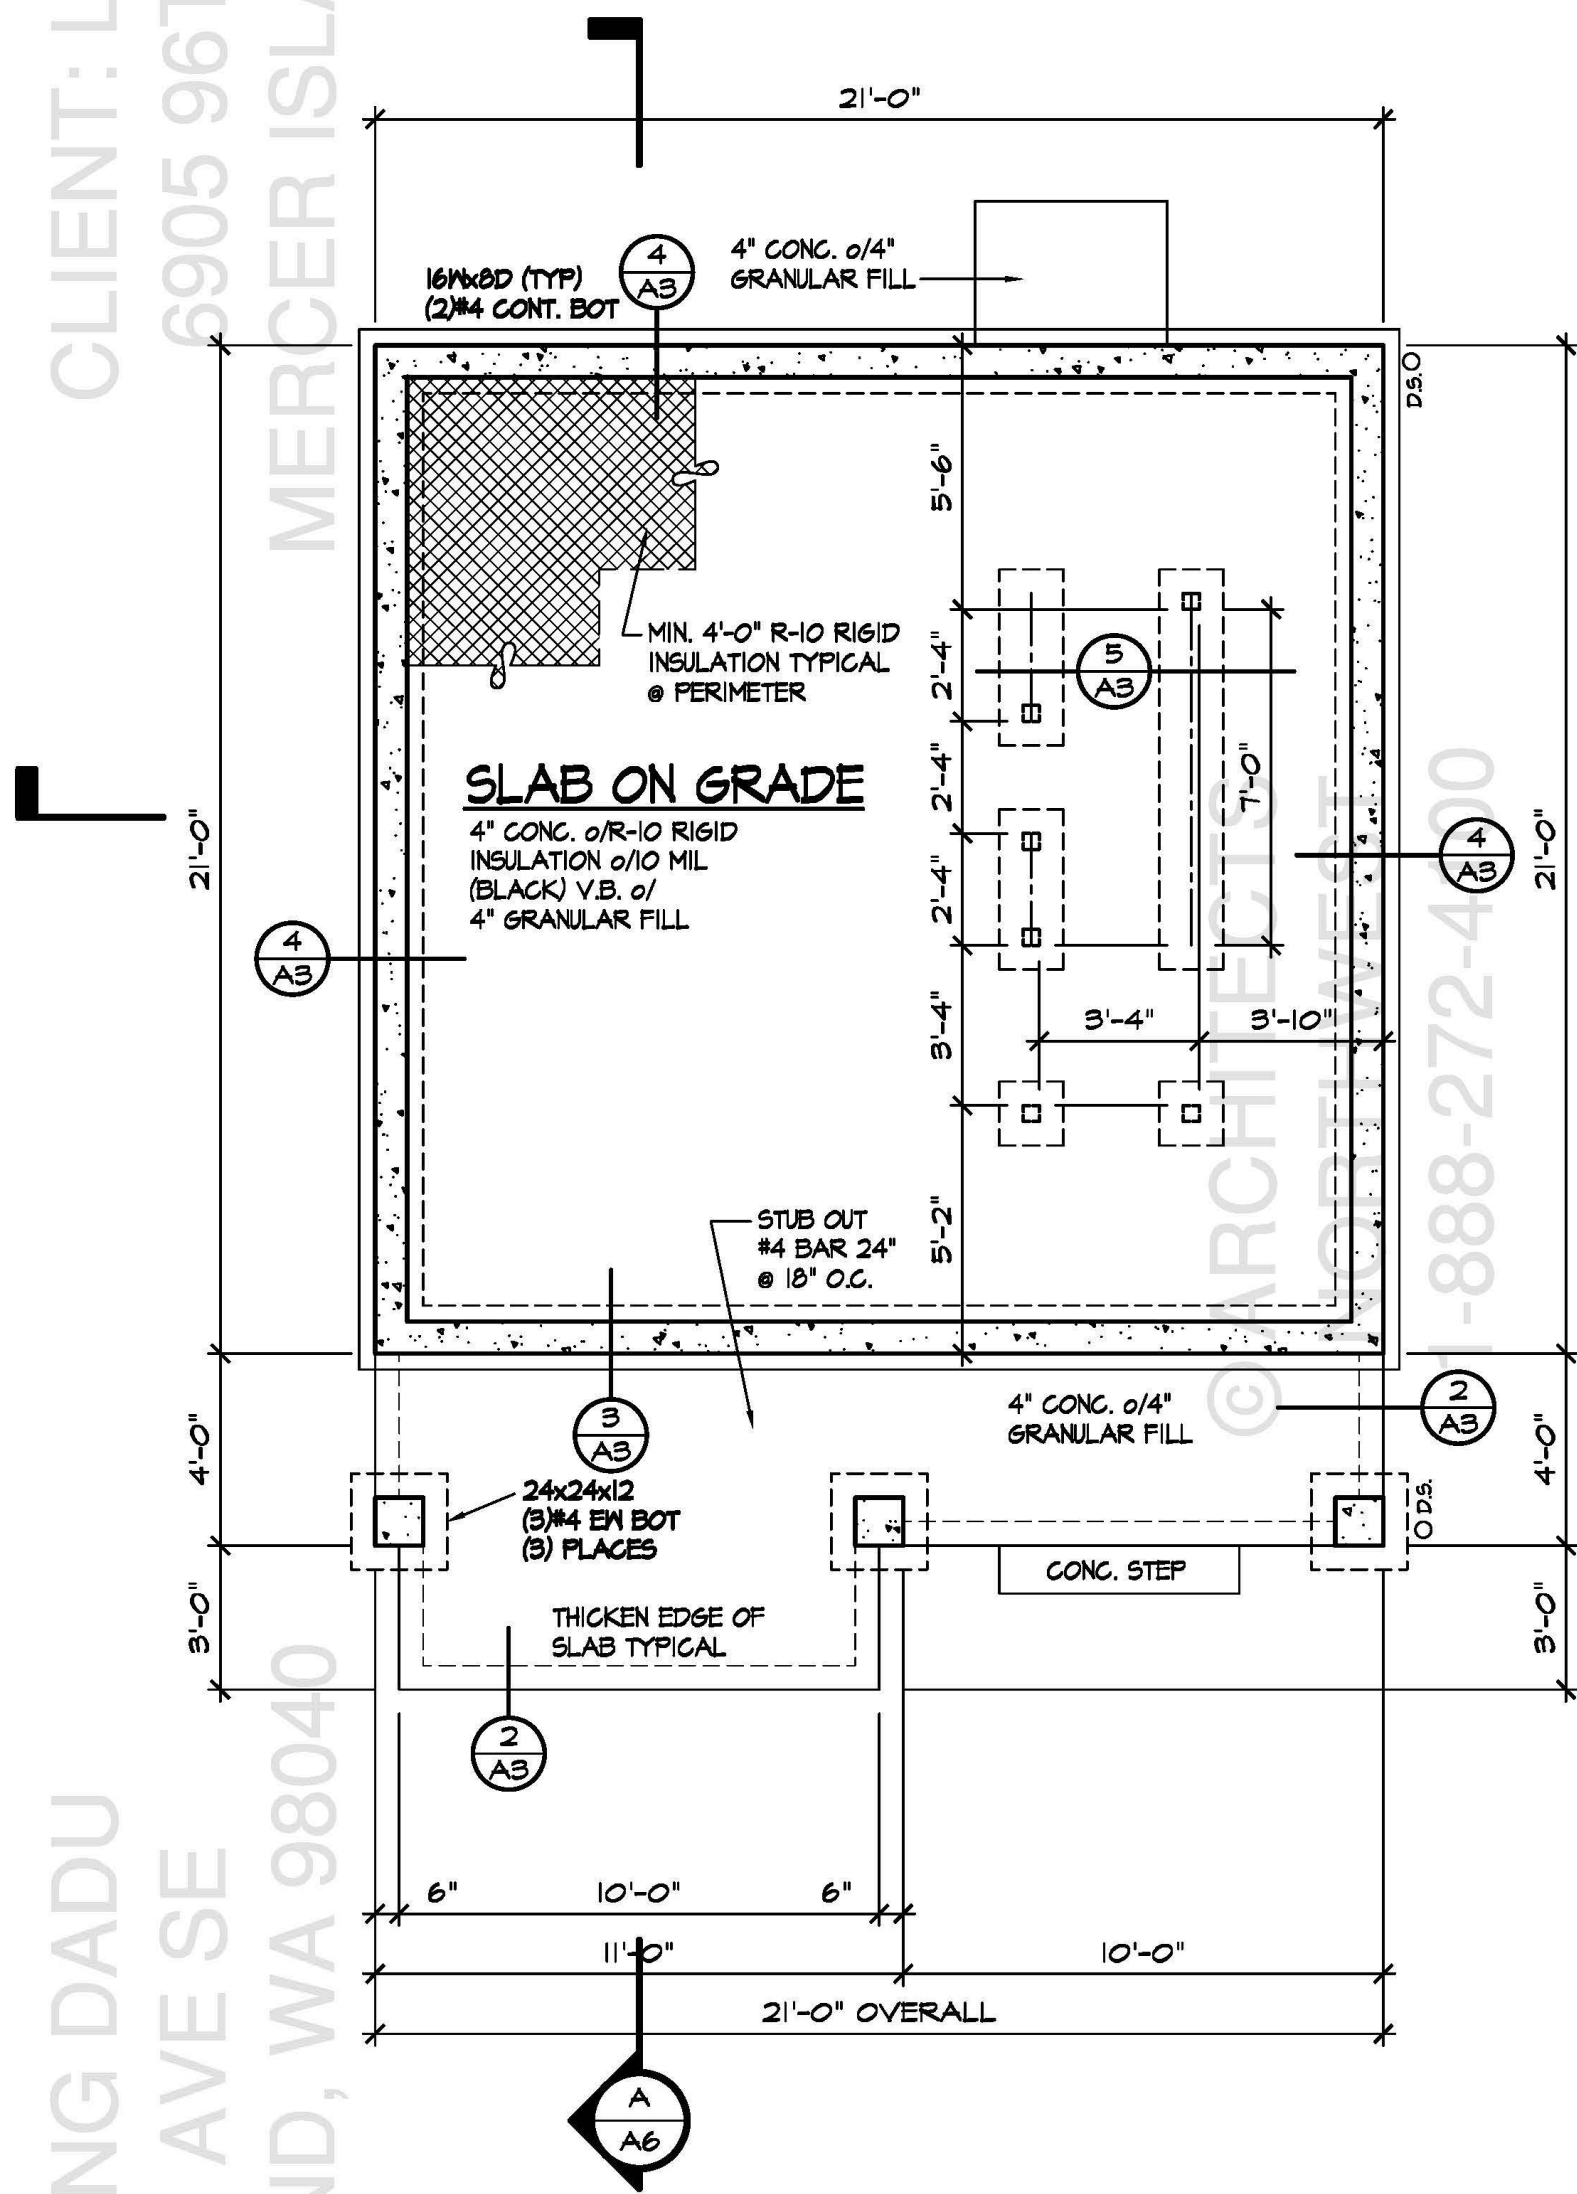 CLIENT: L
6905 96T
MERCER ISLA
21'-0"
16Wx8D (TYP)
(2)#4 CONT. BOT
4
A3
4" CONC. o/4"
GRANULAR FILL
D.S.
5'-6"
MIN. 4'-0" R-10 RIGID
INSULATION TYPICAL
@ PERIMETER
2'-4"
5
A3
SLAB ON GRADE
4" CONC. o/R-10 RIGID
INSULATION o/10 MIL
(BLACK) V.B. o/
4" GRANULAR FILL
2'-4"
7'-0"
21'-0"
4
A3
21'-0"
2'-4"
4
A3
3'-4"
3'-4"
3'-10"
© ARCHITECTS
NORTHWEST
1-888-272-4100
STUB OUT
#4 BAR 24"
@ 18" O.C.
5'-2"
3
A3
4" CONC. o/4"
GRANULAR FILL
2
A3
4'-0"
4'-0"
24x24x12
(3)#4 EW BOT
(3) PLACES
D.S.
CONC. STEP
3'-0"
3'-0"
THICKEN EDGE OF
SLAB TYPICAL
2
A3
NG DADU
AVE SE
ND, WA 98040
6"
10'-0"
6"
11'-0"
10'-0"
21'-0" OVERALL
A
A6